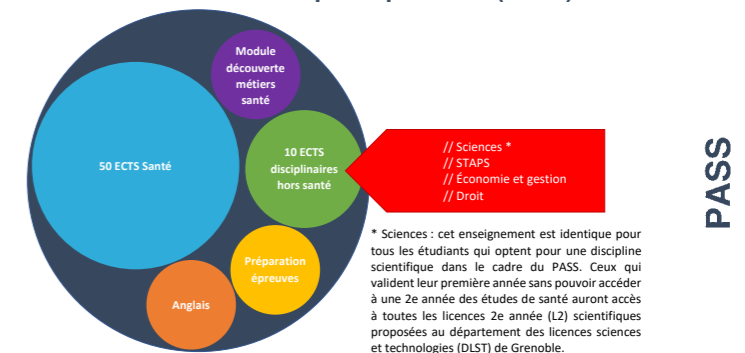 Module
découverte
métiers
santé
50 ECTS Santé
10 ECTS
disciplinaires
hors santé
// Sciences *
// STAPS
// Économie et gestion
// Droit
PASS
Préparation
épreuves
Anglais
* Sciences : cet enseignement est identique pour
tous les étudiants qui optent pour une discipline
scientifique dans le cadre du PASS. Ceux qui
valident leur première année sans pouvoir accéder
à une 2e année des études de santé auront accès
à toutes les licences 2e année (L2) scientifiques
proposées au département des licences sciences
et technologies (DLST) de Grenoble.